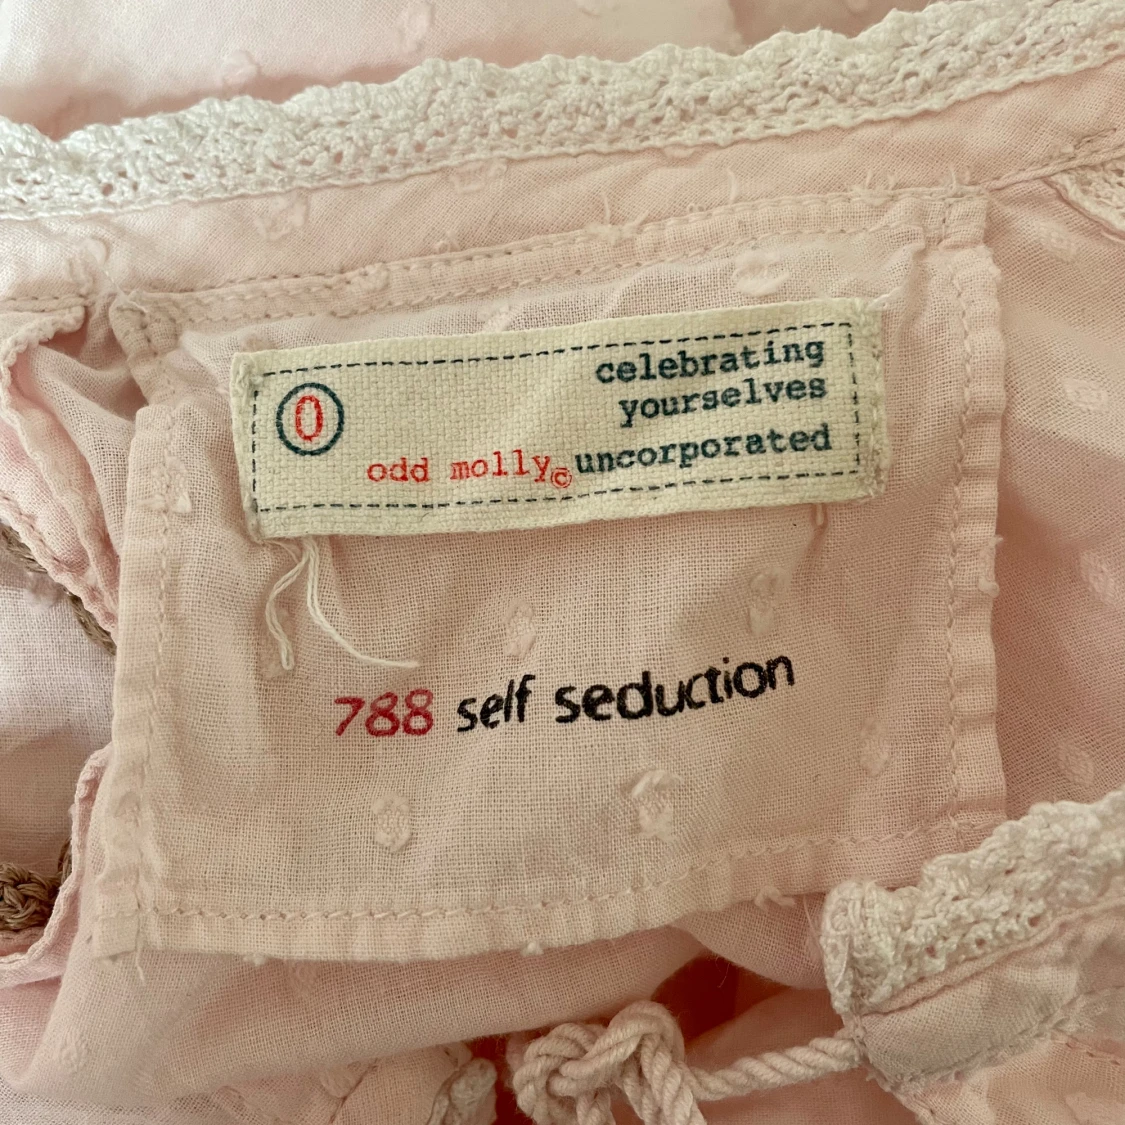 0
celebrating
yourselves
odd molly© uncorporated
788 self seduction